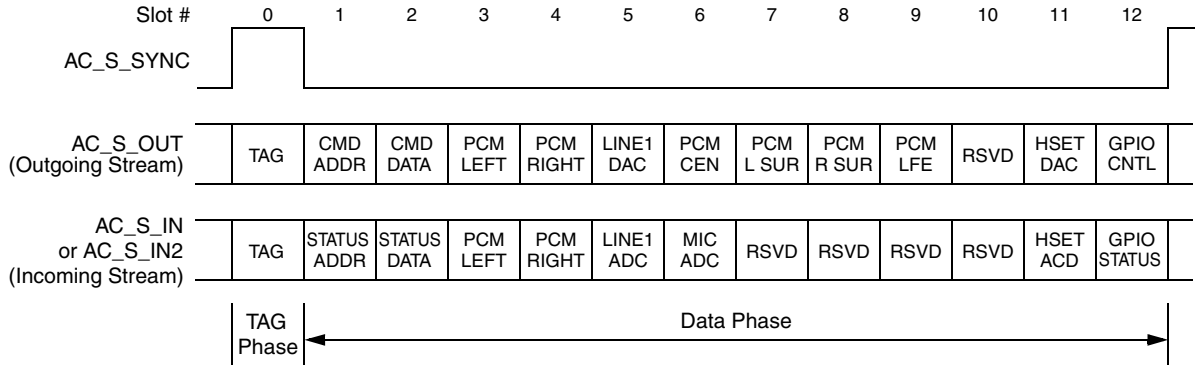 Slot # 0 1 2 3 4 5 6 7 8 9 10 11 12
AC_S_SYNC
AC_S_OUT
(Outgoing Stream)
TAG
CMD
ADDR
CMD
DATA
PCM
LEFT
PCM
RIGHT
LINE1
DAC
PCM
CEN
PCM
L SUR
PCM
R SUR
PCM
LFE
RSVD
HSET
DAC
GPIO
CNTL
AC_S_IN
or AC_S_IN2
(Incoming Stream)
TAG
STATUS
ADDR
STATUS
DATA
PCM
LEFT
PCM
RIGHT
LINE1
ADC
MIC
ADC
RSVD
RSVD
RSVD
RSVD
HSET
ACD
GPIO
STATUS
TAG
Phase
Data Phase